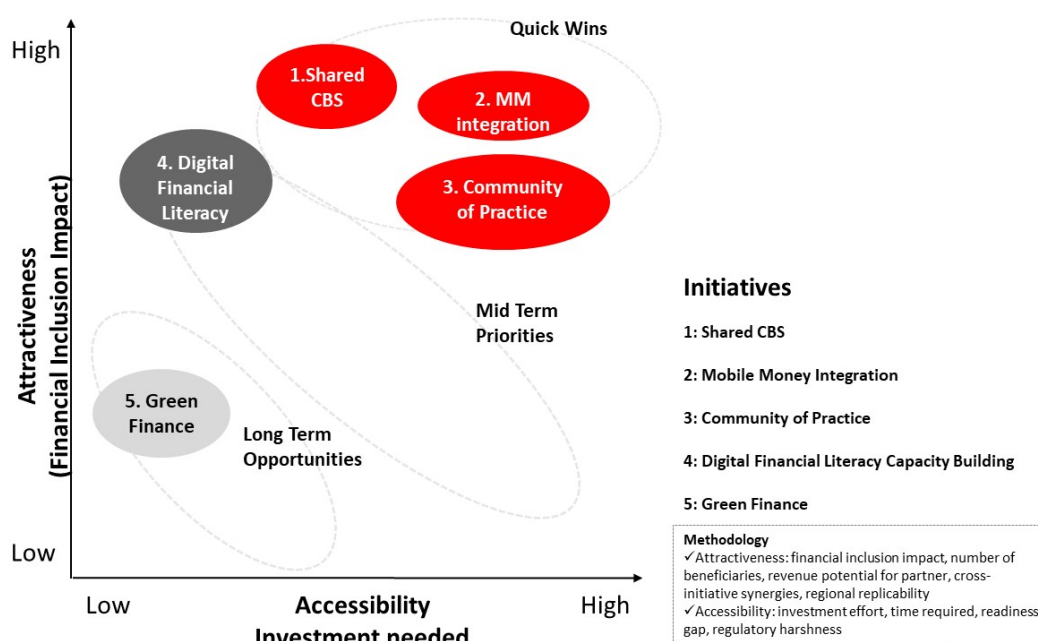 High
Quick Wins
1.Shared
CBS
2. MM
integration
4. Digital
Financial
Literacy
3. Community
of Practice
Attractiveness
(Financial Inclusion Impact)
Mid Term
Priorities
5. Green
Finance
Long Term
Opportunities
Low
Low
Accessibility
High
Investment needed
Initiatives
1: Shared CBS
2: Mobile Money Integration
3: Community of Practice
4: Digital Financial Literacy Capacity Building
5: Green Finance
Methodology
✓Attractiveness: financial inclusion impact, number of
beneficiaries, revenue potential for partner, cross-
initiative synergies, regional replicability
✓Accessibility: investment effort, time required, readiness
gap, regulatory harshness